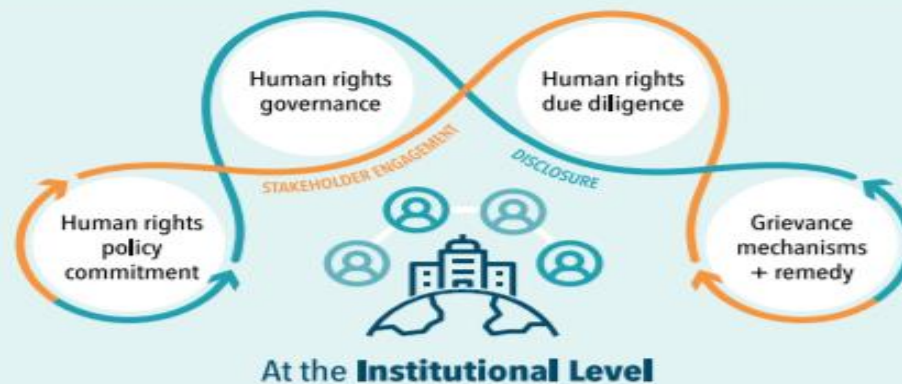 Human rights
governance
Human rights
due diligence
STAKEHOLDER ENGAGEMENT
DISCLOSURE
Human rights
policy
commitment
Grievance
mechanisms
+ remedy
At the Institutional Level